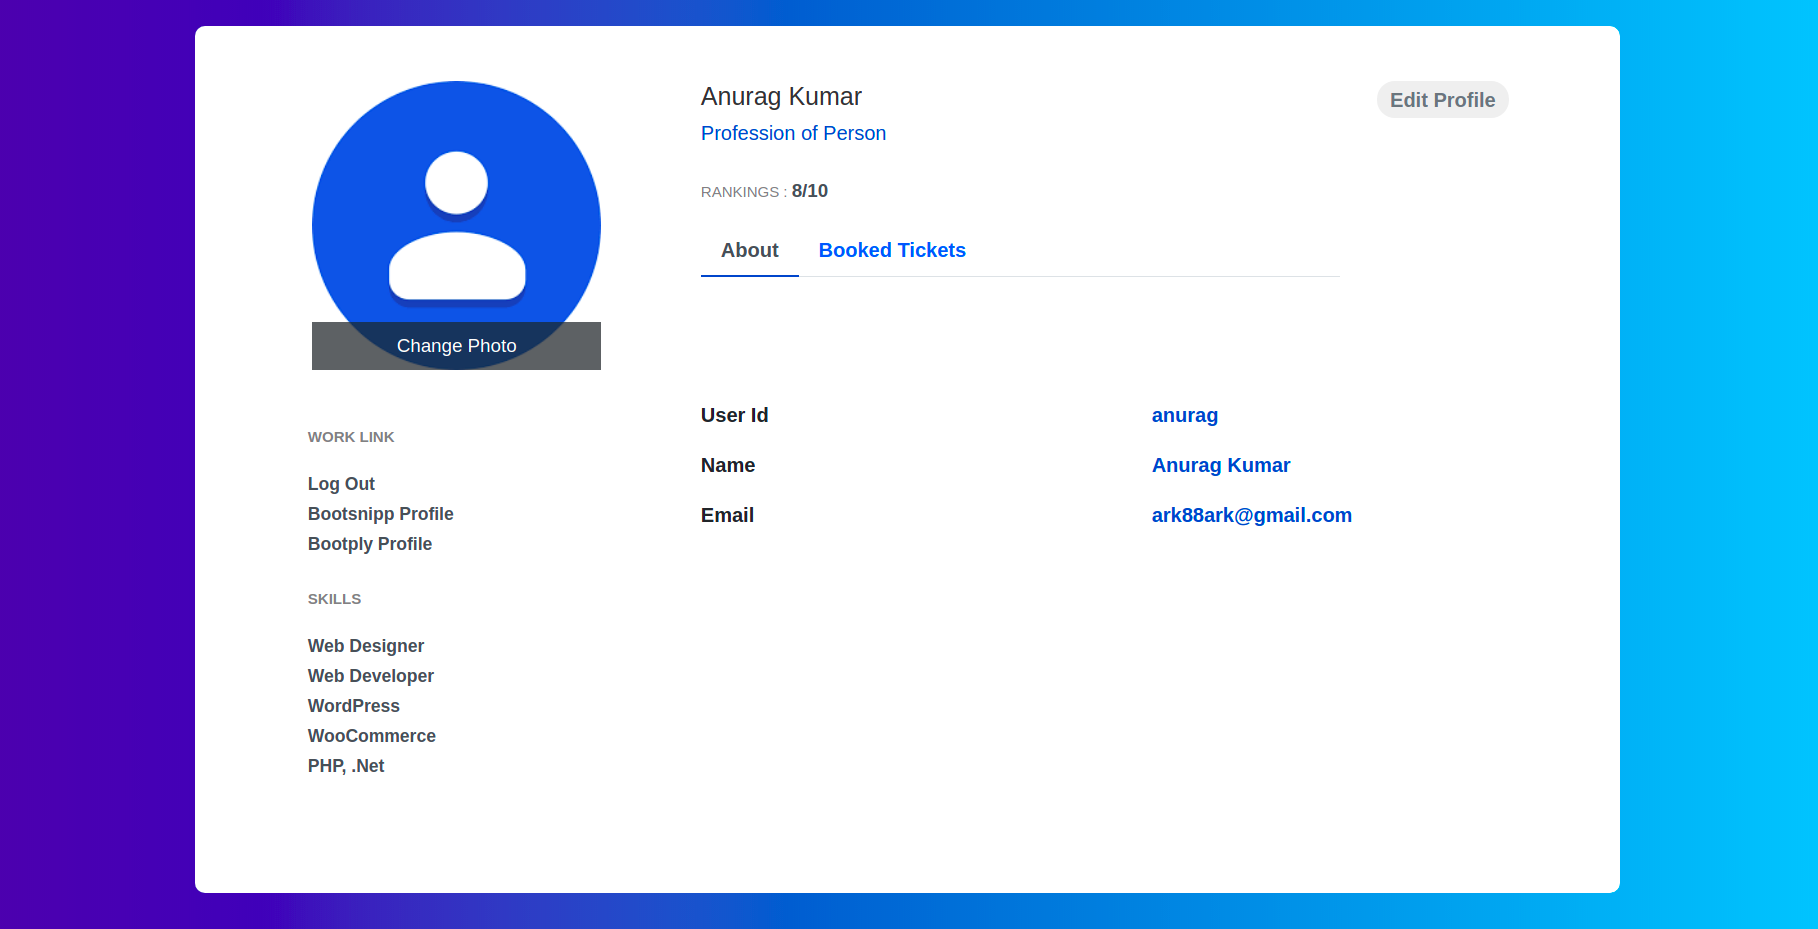 Anurag Kumar
Edit Profile
Profession of Person
RANKINGS : 8/10
About
Booked Tickets
Change Photo
User Id
anurag
Name
Anurag Kumar
Email
ark88ark@gmail.com
WORK LINK
Log Out
Bootsnipp Profile
Bootply Profile
SKILLS
Web Designer
Web Developer
WordPress
WooCommerce
PHP, .Net